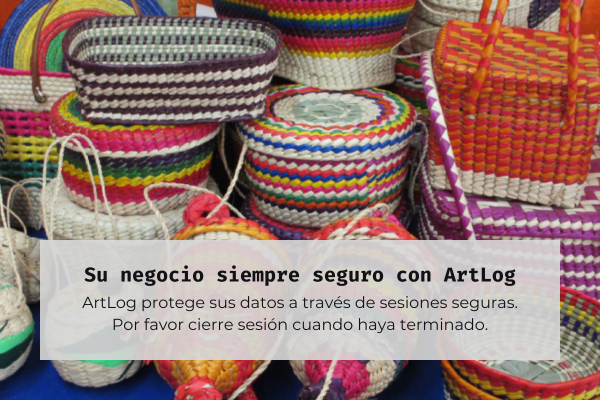 Su negocio siempre seguro con ArtLog
ArtLog protege sus datos a través de sesiones seguras.
Por favor cierre sesión cuando haya terminado.